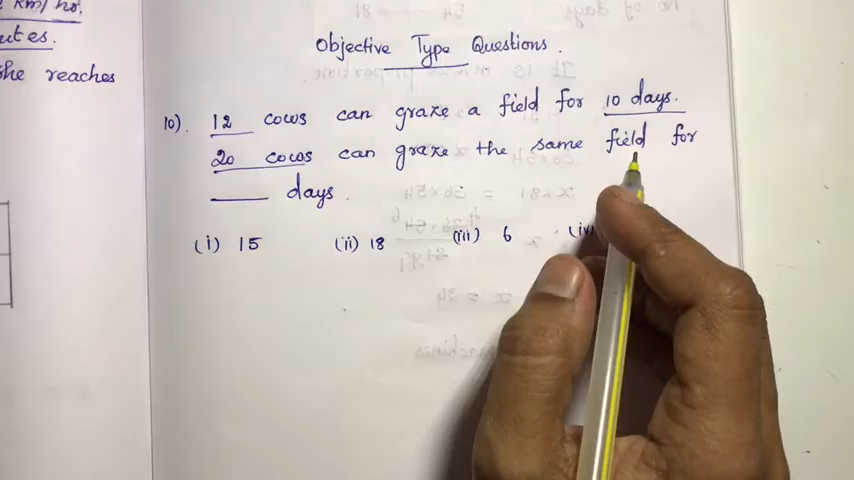 km/hr.
utes.
she reaches
Objective Type Questions.
10). 12 cows can graze a field for 10 days.
20 cows can graze the same field for
____ days.
(i) 15 (ii) 18 (iii) 6 (iv)